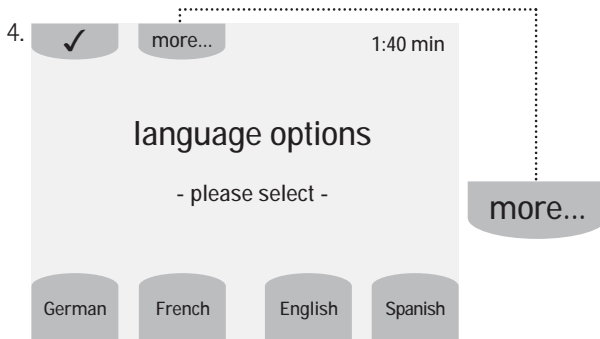 4. ✓ more... 1:40 min
language options
- please select -
more...
German French English Spanish